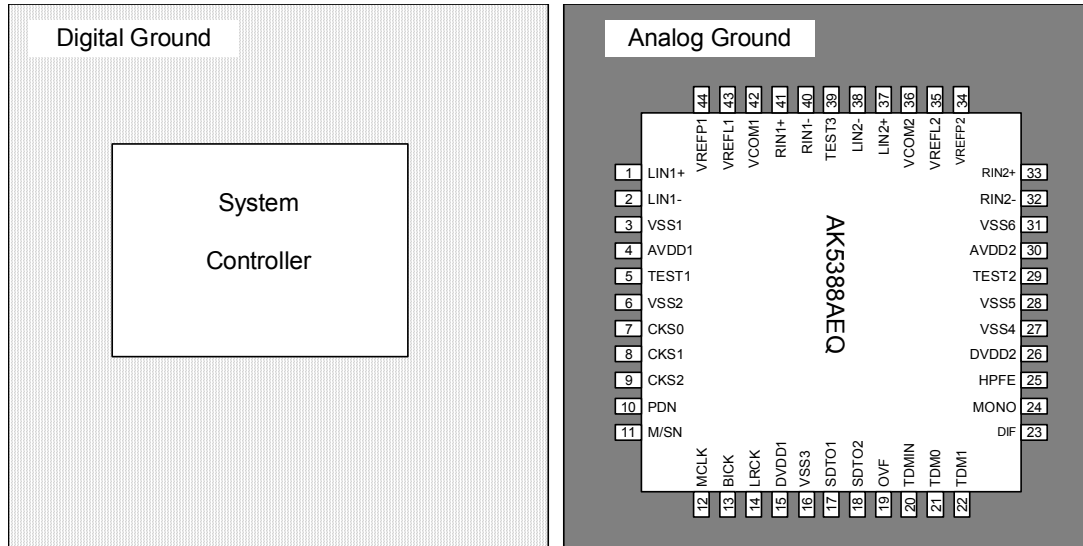 Digital Ground
System
Controller
Analog Ground
44 43 42 41 40 39 38 37 36 35 34
VREFP1 VREFL1 VCOM1 RIN1+ RIN1- TEST3 LIN2- LIN2+ VCOM2 VREFL2 VREFP2
1 LIN1+
2 LIN1-
3 VSS1
4 AVDD1
5 TEST1
6 VSS2
7 CKS0
8 CKS1
9 CKS2
10 PDN
11 M/SN
AK5388AEQ
RIN2+ 33
RIN2- 32
VSS6 31
AVDD2 30
TEST2 29
VSS5 28
VSS4 27
DVDD2 26
HPFE 25
MONO 24
DIF 23
MCLK BICK LRCK DVDD1 VSS3 SDTO1 SDTO2 OVF TDMIN TDM0 TDM1
12 13 14 15 16 17 18 19 20 21 22